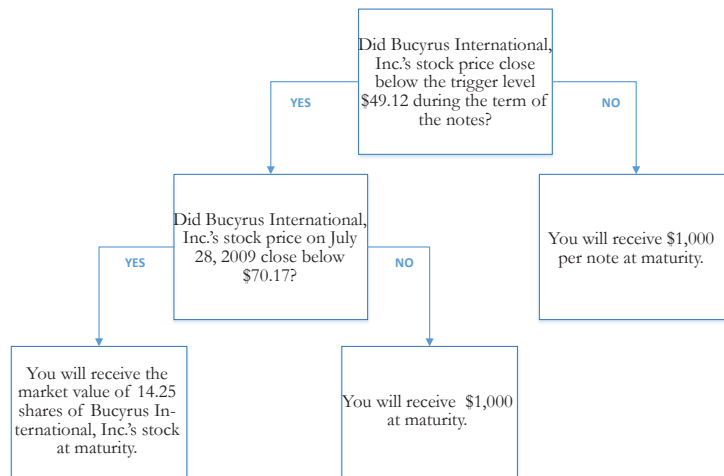 Did Bucyrus International,
Inc.'s stock price close
below the trigger level
$49.12 during the term of
the notes?
YES
NO
Did Bucyrus International,
Inc.'s stock price on July
28, 2009 close below
$70.17?
You will receive $1,000
per note at maturity.
YES
NO
You will receive the
market value of 14.25
shares of Bucyrus In-
ternational, Inc.'s stock
at maturity.
You will receive $1,000
at maturity.